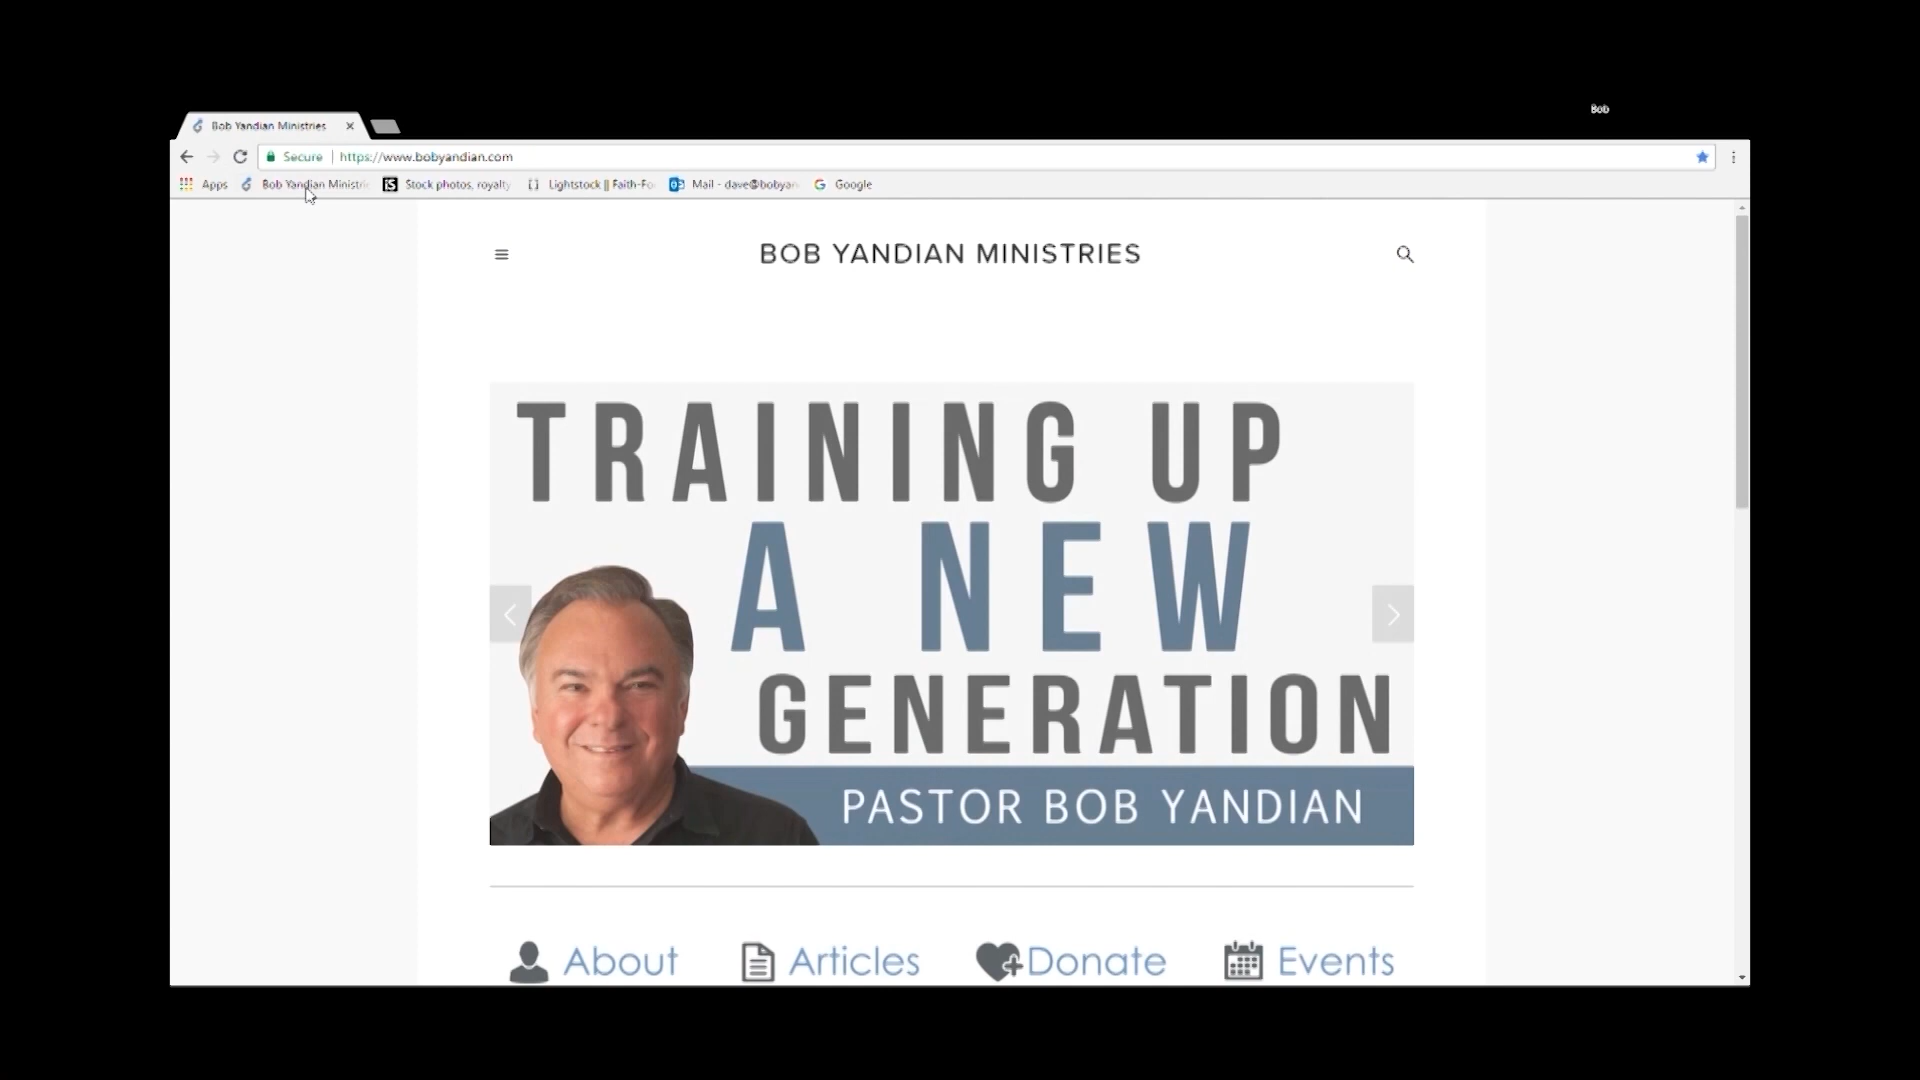 Bob
Bob Yandian Ministries
Secure
https://www.bobyandian.com
Apps
Bob Yandian Ministri
iS
Stock photos, royalty
Lightstock || Faith-Fo
Mail - dave@bobyan
G
Google
BOB YANDIAN MINISTRIES
TRAINING UP
A NEW
GENERATION
PASTOR BOB YANDIAN
About
Articles
Donate
Events